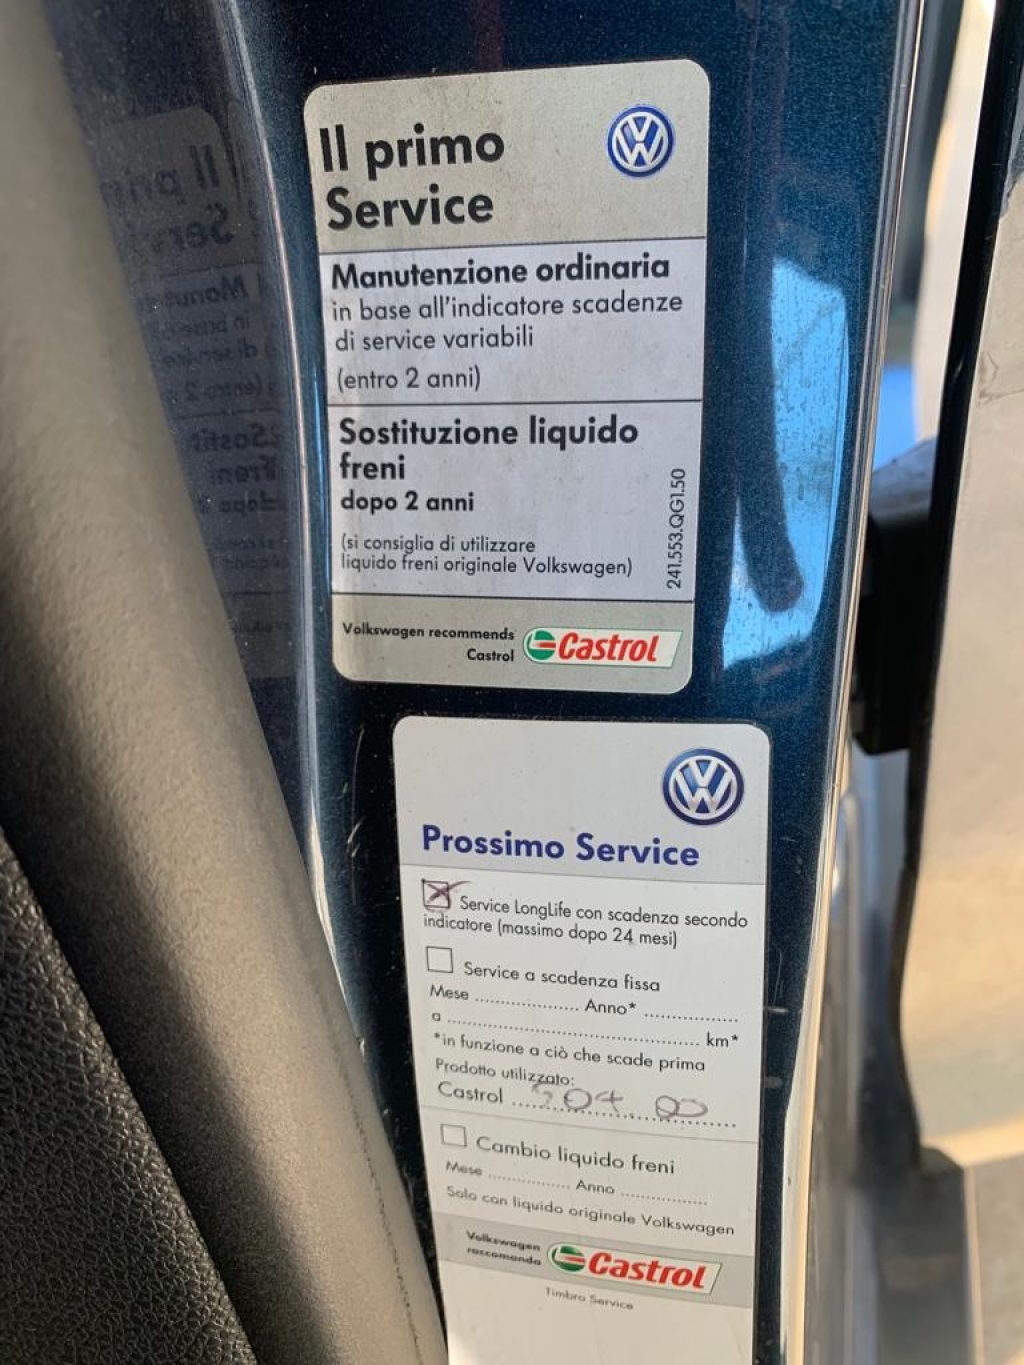 Il primo
Service
Manutenzione ordinaria
in base all'indicatore scadenze
di service variabili
(entro 2 anni)
Sostituzione liquido
freni
dopo 2 anni
(si consiglia di utilizzare
liquido freni originale Volkswagen)
241.553.QG1.50
Volkswagen recommends
Castrol
Castrol
Prossimo Service
Service LongLife con scadenza secondo
indicatore (massimo dopo 24 mesi)
Service a scadenza fissa
Mese .................... Anno* ..................
a ................................................ km*
*in funzione a ciò che scade prima
Prodotto utilizzato:
Castrol ... 504 00
Cambio liquido freni
Mese ................ Anno .................
Solo con liquido originale Volkswagen
Volkswagen
raccomanda
Castrol
Timbro Service